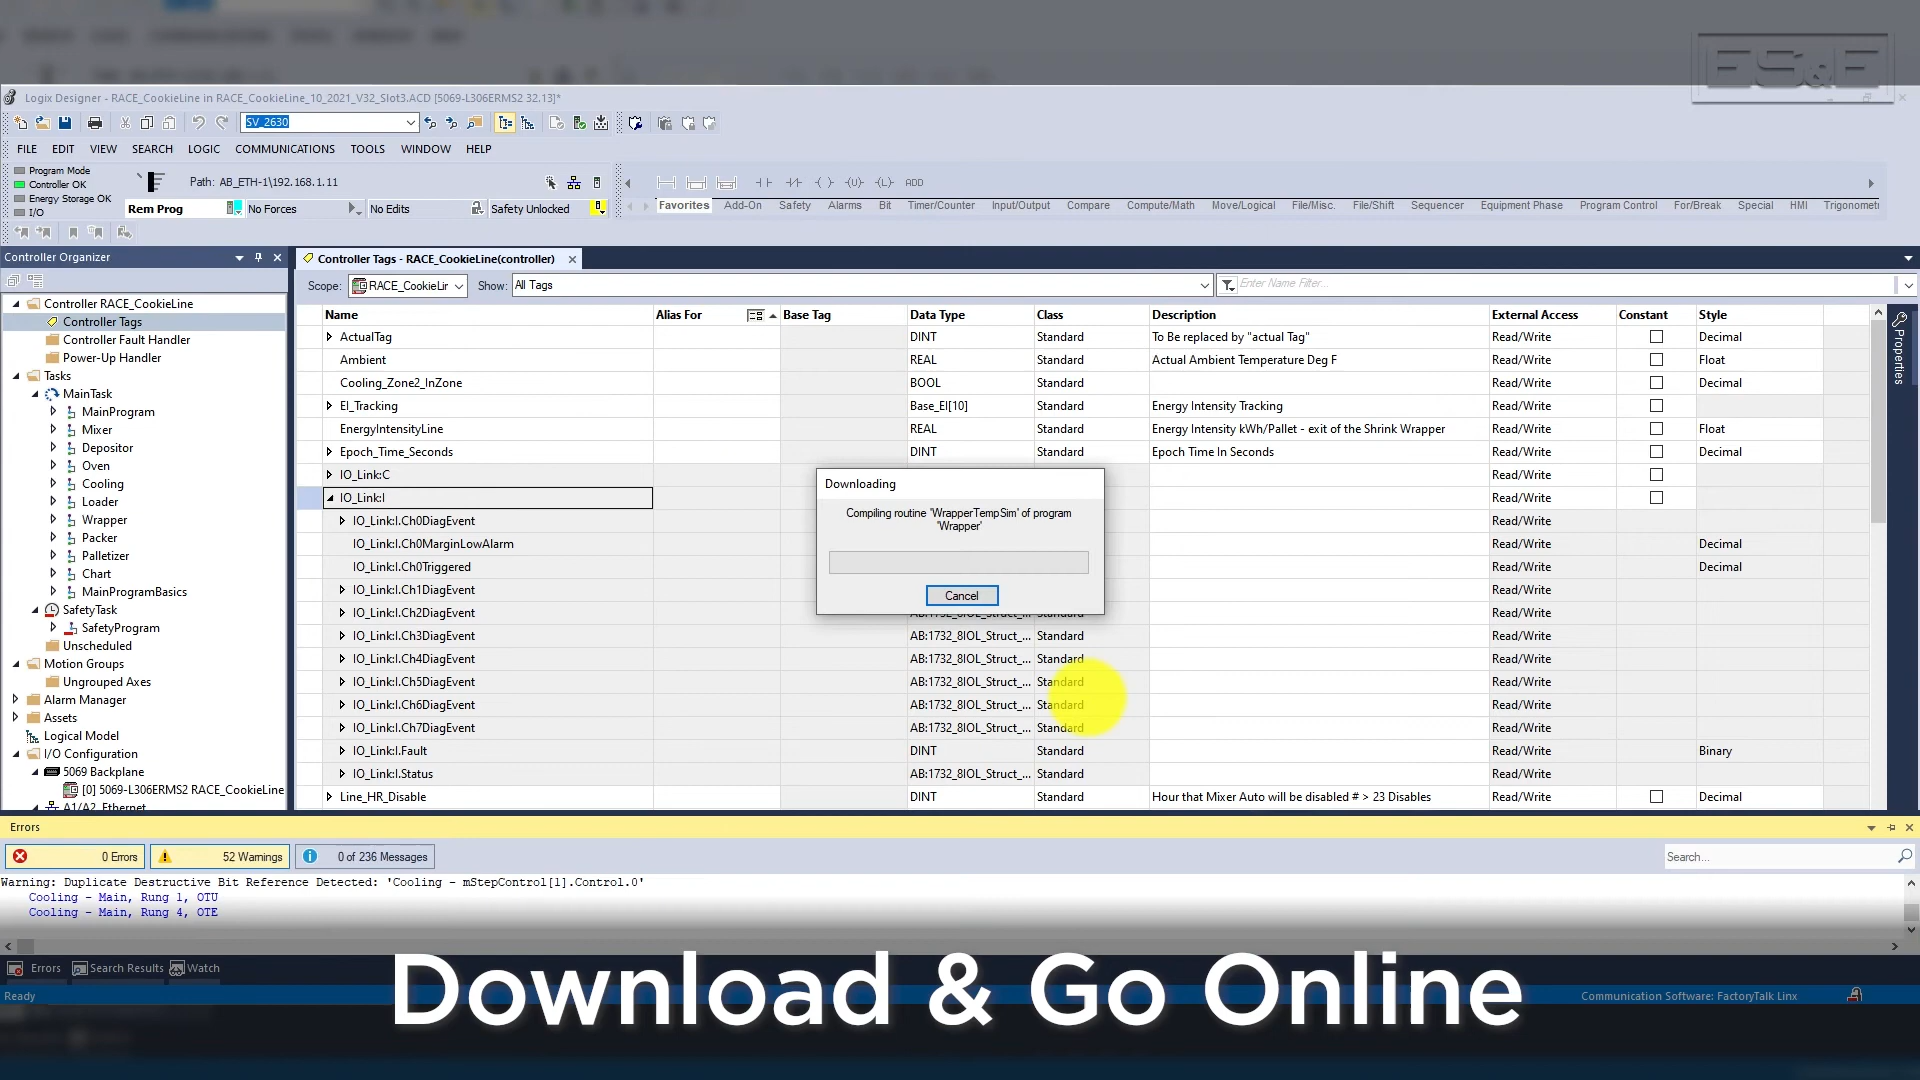 ES&E
Logix Designer - RACE_CookieLine in RACE_CookieLine_10_2021_V32_Slot3.ACD [5069-L306ERMS2 32.13]*
SV_2630
FILE EDIT VIEW SEARCH LOGIC COMMUNICATIONS TOOLS WINDOW HELP
Program Mode
Controller OK
Energy Storage OK
I/O
Path: AB_ETH-1\192.168.1.11
Rem Prog No Forces No Edits Safety Unlocked
ADD
Favorites Add-On Safety Alarms Bit Timer/Counter Input/Output Compare Compute/Math Move/Logical File/Misc. File/Shift Sequencer Equipment Phase Program Control For/Break Special HMI Trigonometri
Controller Organizer
Controller RACE_CookieLine
Controller Tags
Controller Fault Handler
Power-Up Handler
Tasks
MainTask
MainProgram
Mixer
Depositor
Oven
Cooling
Loader
Wrapper
Packer
Palletizer
Chart
MainProgramBasics
SafetyTask
SafetyProgram
Unscheduled
Motion Groups
Ungrouped Axes
Alarm Manager
Assets
Logical Model
I/O Configuration
5069 Backplane
[0] 5069-L306ERMS2 RACE_CookieLine
A1/A2, Ethernet
Controller Tags - RACE_CookieLine(controller)
Scope: RACE_CookieLir Show: All Tags Enter Name Filter...
Name Alias For Base Tag Data Type Class Description External Access Constant Style
ActualTag DINT Standard To Be replaced by "actual Tag" Read/Write Decimal
Ambient REAL Standard Actual Ambient Temperature Deg F Read/Write Float
Cooling_Zone2_InZone BOOL Standard Read/Write Decimal
EI_Tracking Base_EI[10] Standard Energy Intensity Tracking Read/Write
EnergyIntensityLine REAL Standard Energy Intensity kWh/Pallet - exit of the Shrink Wrapper Read/Write Float
Epoch_Time_Seconds DINT Standard Epoch Time In Seconds Read/Write Decimal
IO_Link:C Read/Write
IO_Link:I Read/Write
IO_Link:I.Ch0DiagEvent Read/Write
IO_Link:I.Ch0MarginLowAlarm Read/Write Decimal
IO_Link:I.Ch0Triggered Read/Write Decimal
IO_Link:I.Ch1DiagEvent Read/Write
IO_Link:I.Ch2DiagEvent AB:1732_8IOL_Struct_... Standard Read/Write
IO_Link:I.Ch3DiagEvent AB:1732_8IOL_Struct_... Standard Read/Write
IO_Link:I.Ch4DiagEvent AB:1732_8IOL_Struct_... Standard Read/Write
IO_Link:I.Ch5DiagEvent AB:1732_8IOL_Struct_... Standard Read/Write
IO_Link:I.Ch6DiagEvent AB:1732_8IOL_Struct_... Standard Read/Write
IO_Link:I.Ch7DiagEvent AB:1732_8IOL_Struct_... Standard Read/Write
IO_Link:I.Fault DINT Standard Read/Write Binary
IO_Link:I.Status AB:1732_8IOL_Struct_... Standard Read/Write
Line_HR_Disable DINT Standard Hour that Mixer Auto will be disabled # > 23 Disables Read/Write Decimal
Properties
Downloading
Compiling routine 'WrapperTempSim' of program
'Wrapper'
Cancel
Errors
0 Errors 52 Warnings 0 of 236 Messages Search...
Warning: Duplicate Destructive Bit Reference Detected: 'Cooling - mStepControl[1].Control.0'
Cooling - Main, Rung 1, OTU
Cooling - Main, Rung 4, OTE
Errors Search Results Watch
Ready Communication Software: FactoryTalk Linx
Download & Go Online